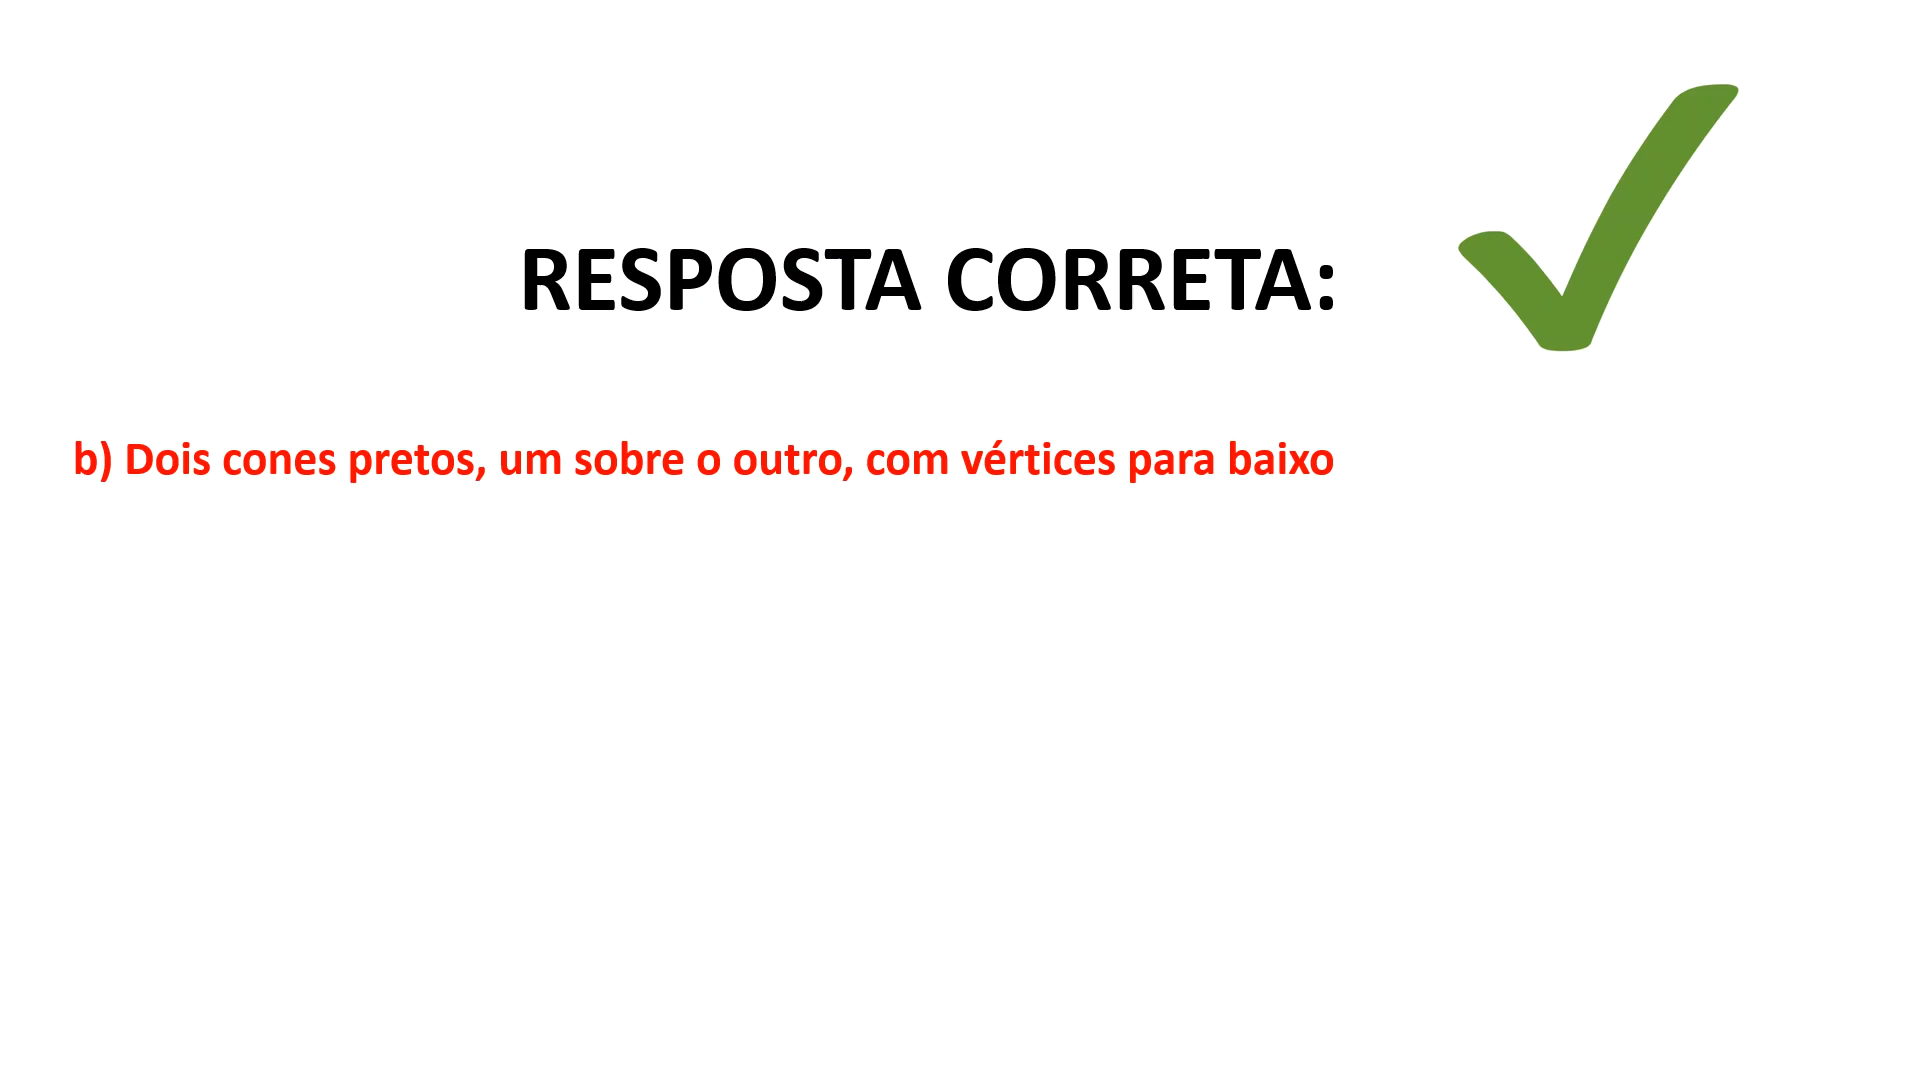 RESPOSTA CORRETA:
b) Dois cones pretos, um sobre o outro, com vértices para baixo